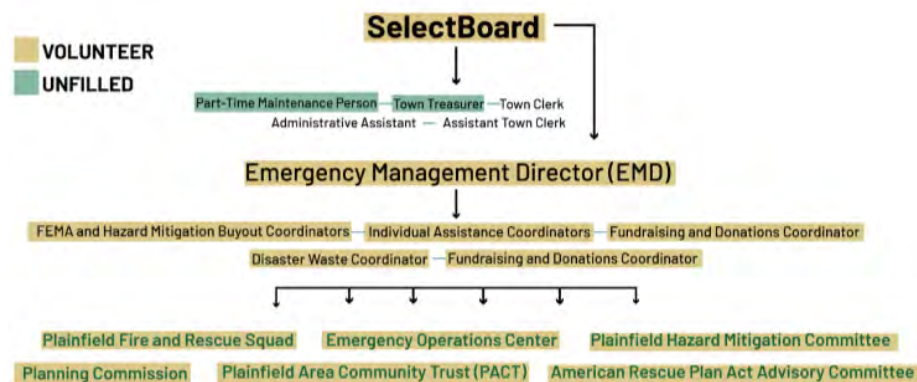 SelectBoard
VOLUNTEER
UNFILLED
Part-Time Maintenance Person — Town Treasurer — Town Clerk
Administrative Assistant — Assistant Town Clerk
Emergency Management Director (EMD)
FEMA and Hazard Mitigation Buyout Coordinators — Individual Assistance Coordinators — Fundraising and Donations Coordinator
Disaster Waste Coordinator — Fundraising and Donations Coordinator
Plainfield Fire and Rescue Squad Emergency Operations Center Plainfield Hazard Mitigation Committee
Planning Commission Plainfield Area Community Trust (PACT) American Rescue Plan Act Advisory Committee